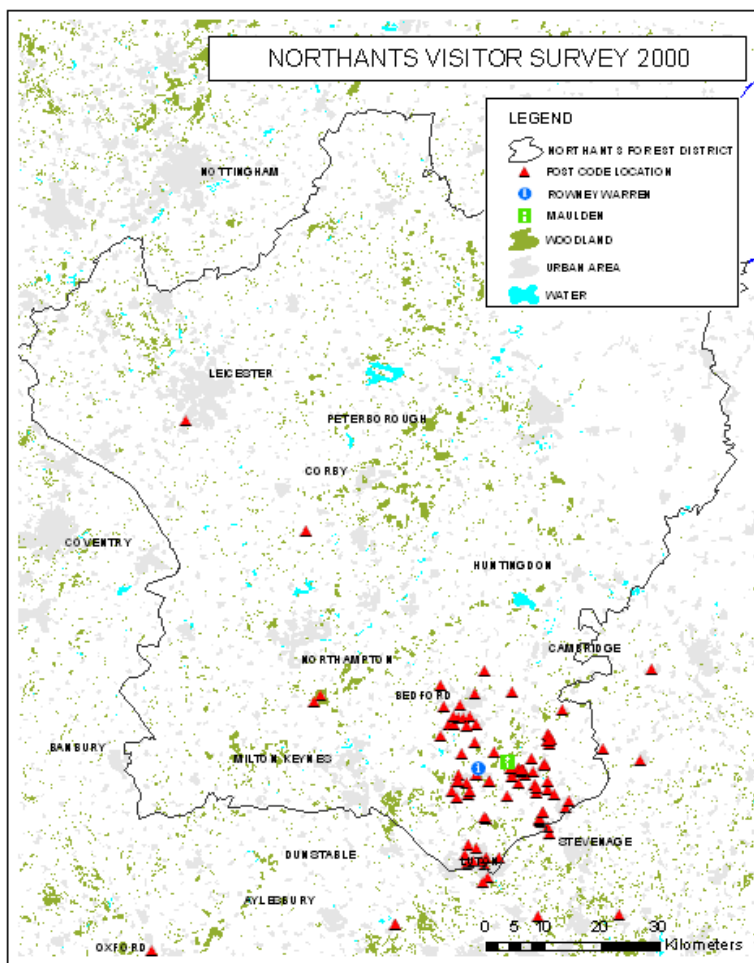 NORTHANTS VISITOR SURVEY 2000
LEGEND
NORTHANTS FOREST DISTRICT
POST CODE LOCATION
ROWNEY WARREN
MAULDEN
WOODLAND
URBAN AREA
WATER
NOTTINGHAM
LEICESTER
PETERBOROUGH
CORBY
COVENTRY
HUNTINGDON
CAMBRIDGE
NORTHAMPTON
BEDFORD
BANBURY
MILTON KEYNES
STEVENAGE
DUNSTABLE
LUTON
AYLESBURY
OXFORD
0 5 10 20 30
Kilometers